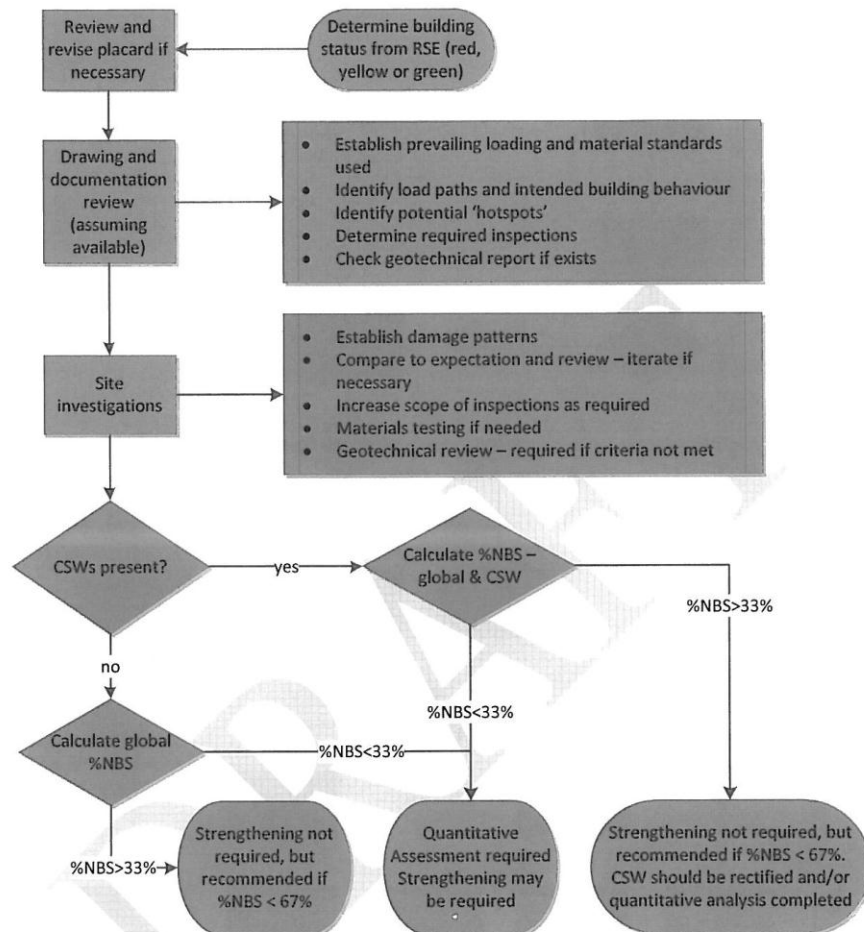 Review and
revise placard if
necessary
Determine building
status from RSE (red,
yellow or green)
Drawing and
documentation
review
(assuming
available)
• Establish prevailing loading and material standards
used
• Identify load paths and intended building behaviour
• Identify potential ‘hotspots’
• Determine required inspections
• Check geotechnical report if exists
Site
investigations
• Establish damage patterns
• Compare to expectation and review – iterate if
necessary
• Increase scope of inspections as required
• Materials testing if needed
• Geotechnical review – required if criteria not met
CSWs present?
yes
Calculate %NBS –
global & CSW
%NBS>33%
no
%NBS<33%
Calculate global
%NBS
%NBS<33%
%NBS>33%
Strengthening not
required, but
recommended if
%NBS < 67%
Quantitative
Assessment required
Strengthening may
be required
Strengthening not required, but
recommended if %NBS < 67%.
CSW should be rectified and/or
quantitative analysis completed
DRAFT